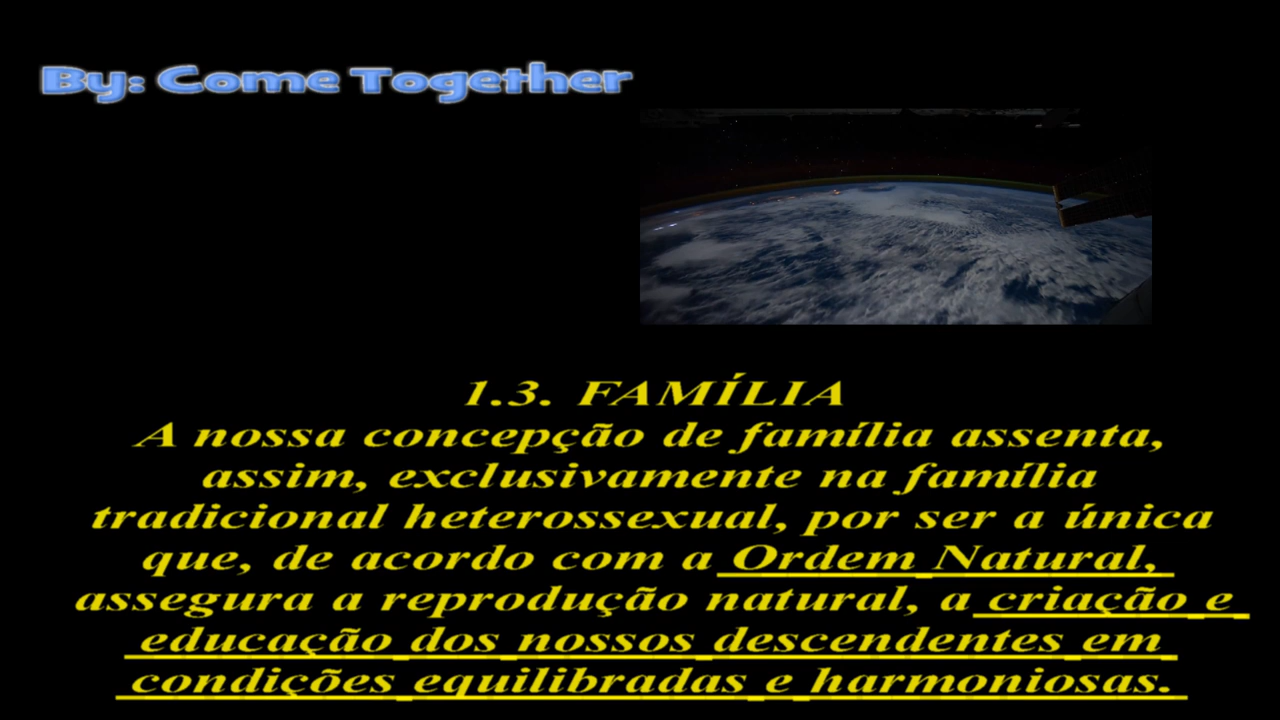 By: Come Together
1.3. FAMÍLIA
A nossa concepção de família assenta,
assim, exclusivamente na família
tradicional heterossexual, por ser a única
que, de acordo com a Ordem Natural,
assegura a reprodução natural, a criação e
educação dos nossos descendentes em
condições equilibradas e harmoniosas.